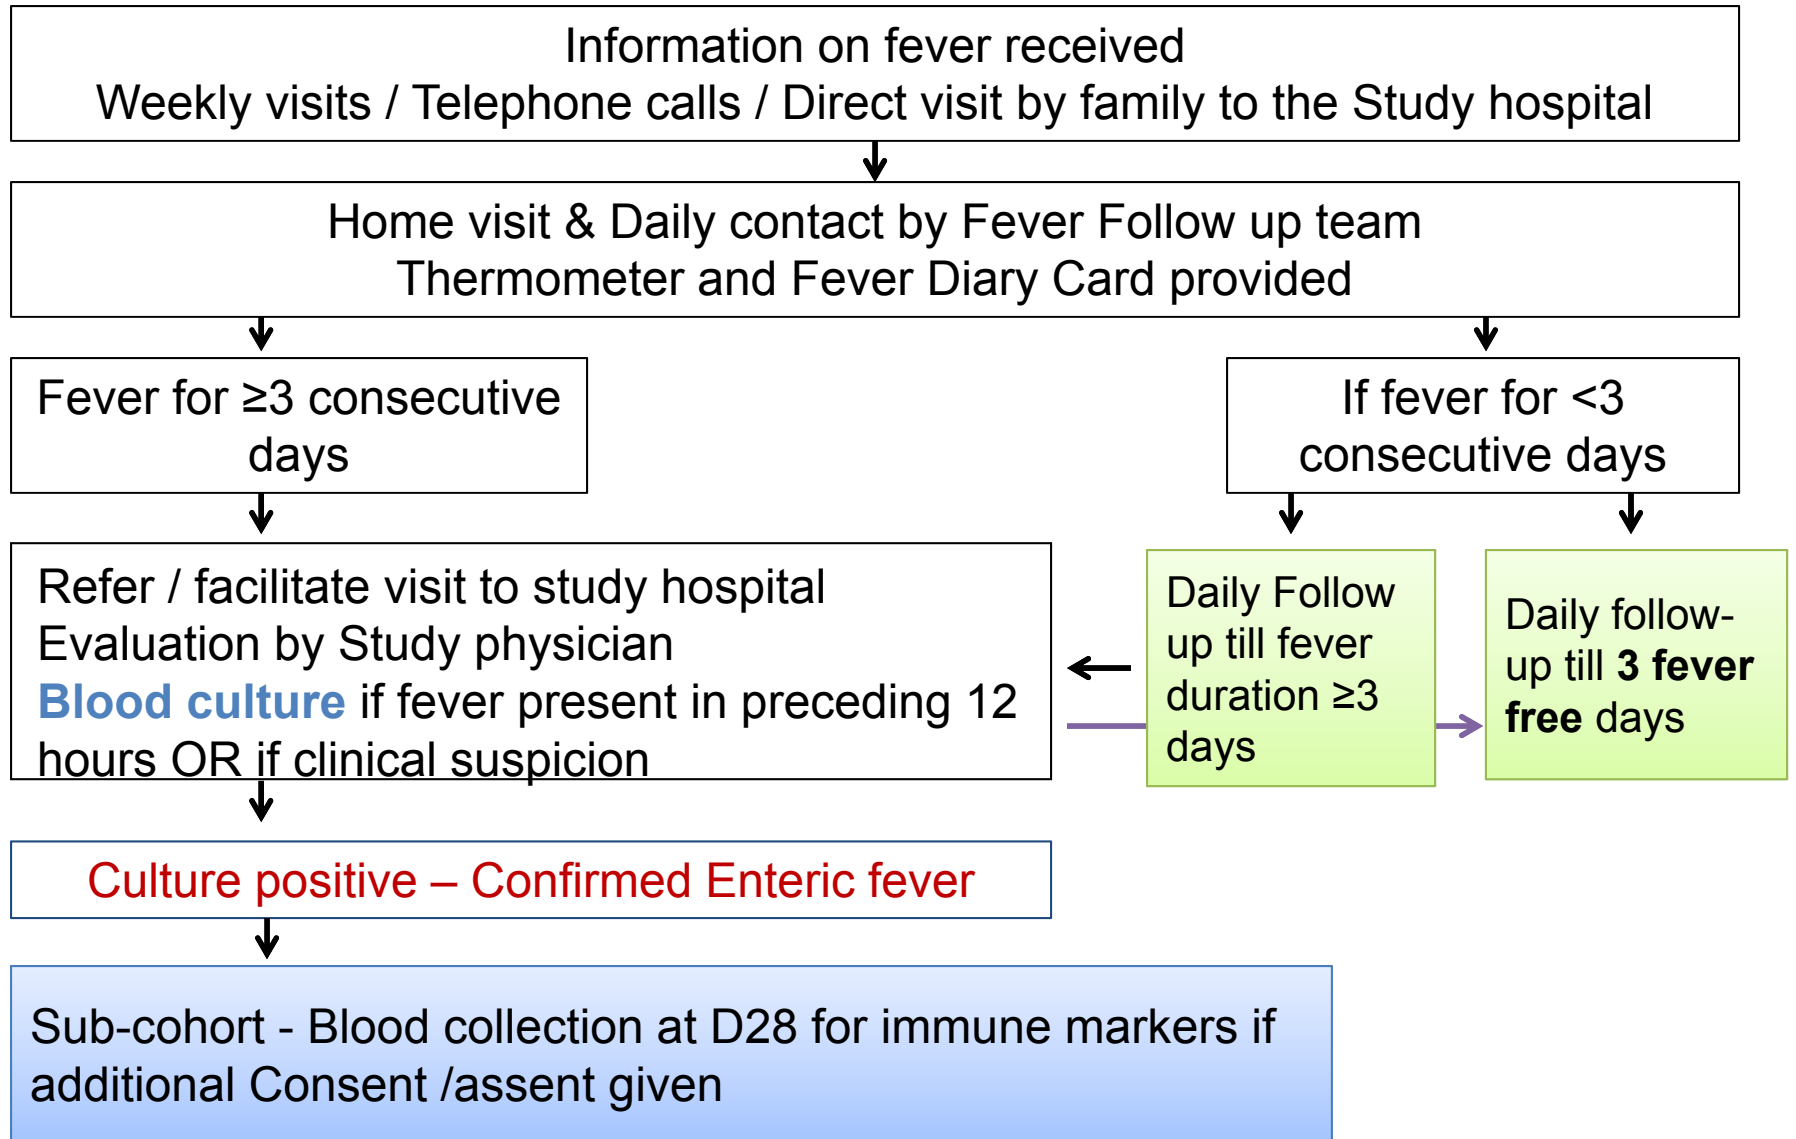 Information on fever received
Weekly visits / Telephone calls / Direct visit by family to the Study hospital
Home visit & Daily contact by Fever Follow up team
Thermometer and Fever Diary Card provided
Fever for ≥3 consecutive
days
If fever for <3
consecutive days
Refer / facilitate visit to study hospital
Evaluation by Study physician
Blood culture if fever present in preceding 12
hours OR if clinical suspicion
Daily Follow
up till fever
duration ≥3
days
Daily follow-
up till 3 fever
free days
Culture positive – Confirmed Enteric fever
Sub-cohort - Blood collection at D28 for immune markers if
additional Consent /assent given